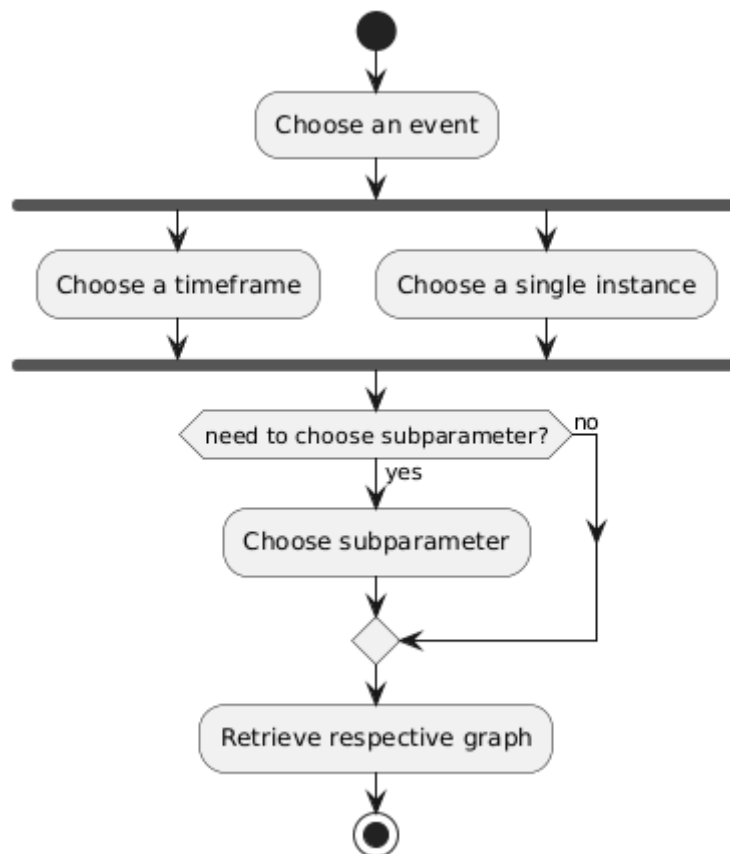 Choose an event
Choose a timeframe
Choose a single instance
need to choose subparameter?
no
yes
Choose subparameter
Retrieve respective graph